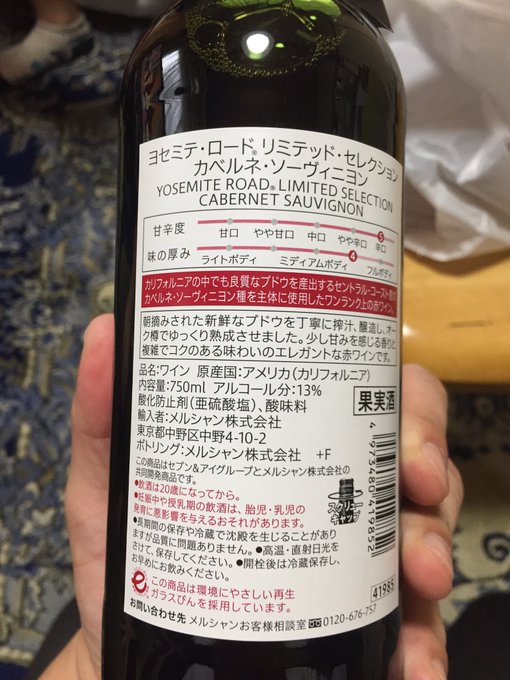 ヨセミテ・ロード®リミテッド・セレクション
カベルネ・ソーヴィニヨン
YOSEMITE ROAD® LIMITED SELECTION
CABERNET SAUVIGNON
甘辛度
甘口 やや甘口 中口 やや辛口 5 辛口
味の厚み
ライトボディ ミディアムボディ 4 フルボディ
カリフォルニアの中でも良質なブドウを産出するセントラル・コースト産の
カベルネ・ソーヴィニヨン種を主体に使用したワンランク上の赤ワイン。
朝摘みされた新鮮なブドウを丁寧に搾汁、醸造し、オー
ク樽でゆっくり熟成させました。少し甘みを感じる香りと
複雑でコクのある味わいのエレガントな赤ワインです。
品名:ワイン 原産国:アメリカ(カリフォルニア)
内容量:750ml アルコール分:13%
酸化防止剤(亜硫酸塩)、酸味料
輸入者:メルシャン株式会社
東京都中野区中野4-10-2
ボトリング:メルシャン株式会社 +F
果実酒
この商品はセブン&アイグループとメルシャン株式会社の
共同開発商品です。
●飲酒は20歳になってから。
●妊娠中や授乳期の飲酒は、胎児・乳児の
発育に悪影響を与えるおそれがあります。
●長期間の保存や冷蔵で沈殿を生じることがあり
ますが品質に問題ありません。●高温・直射日光を
さけて、保存してください。●開栓後は冷蔵保存し、
お早めにお飲みください。
スクリュー
キャップ
この商品は環境にやさしい再生
ガラスびんを採用しています。
お問い合わせ先 メルシャンお客様相談室 0120-676-757
4 973480 419852
41985